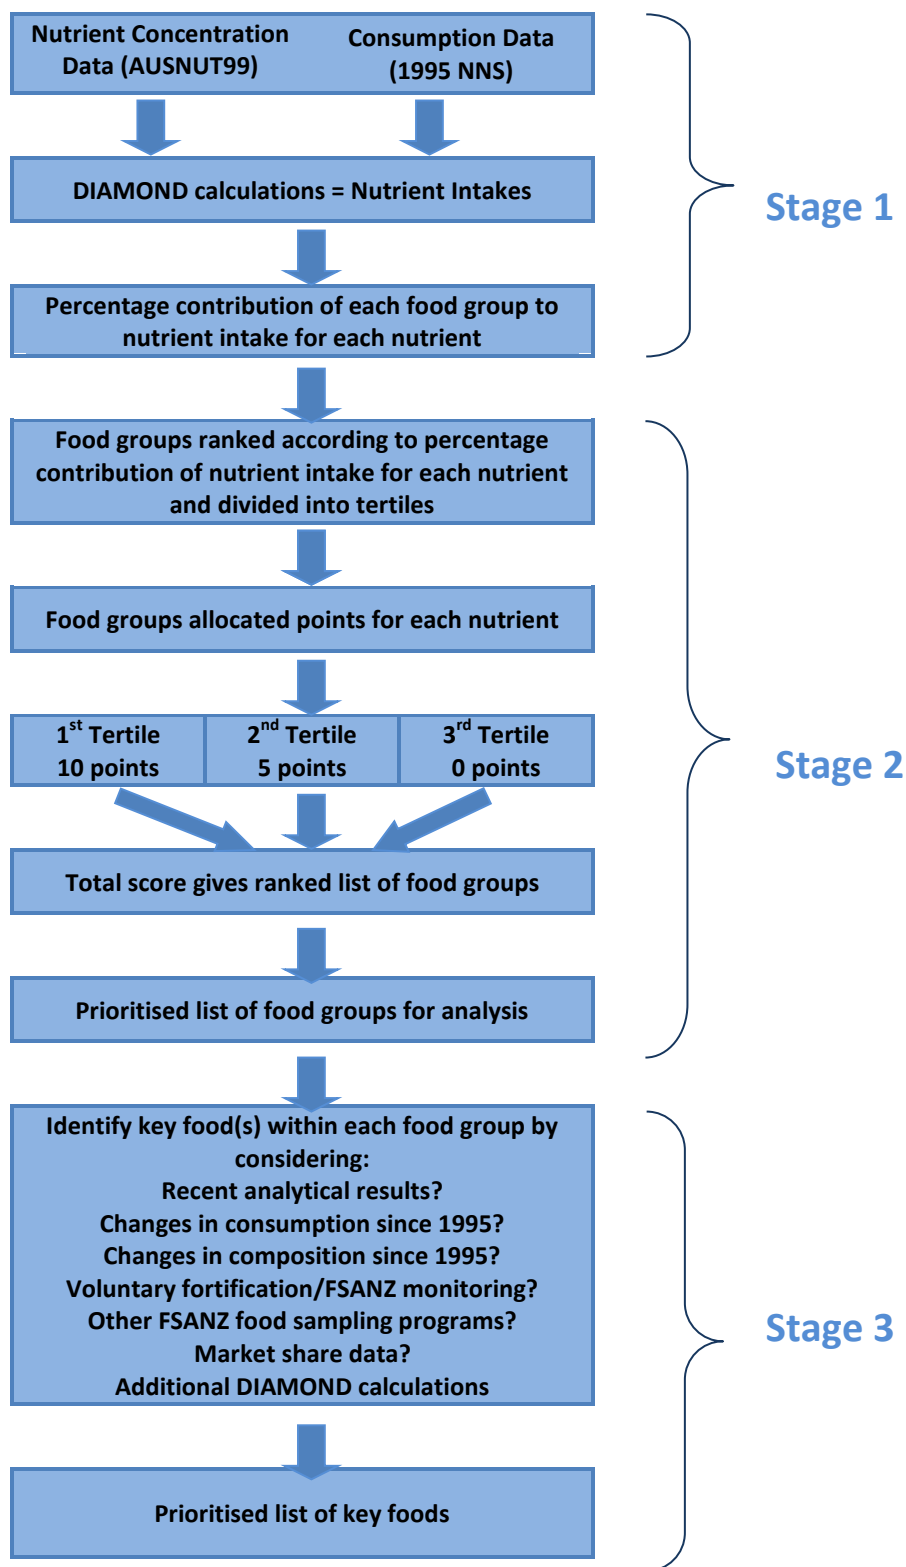 Nutrient Concentration
Data (AUSNUT99)
Consumption Data
(1995 NNS)
DIAMOND calculations = Nutrient Intakes
Percentage contribution of each food group to
nutrient intake for each nutrient
Stage 1
Food groups ranked according to percentage
contribution of nutrient intake for each nutrient
and divided into tertiles
Food groups allocated points for each nutrient
1st Tertile
10 points
2nd Tertile
5 points
3rd Tertile
0 points
Total score gives ranked list of food groups
Prioritised list of food groups for analysis
Stage 2
Identify key food(s) within each food group by
considering:
Recent analytical results?
Changes in consumption since 1995?
Changes in composition since 1995?
Voluntary fortification/FSANZ monitoring?
Other FSANZ food sampling programs?
Market share data?
Additional DIAMOND calculations
Prioritised list of key foods
Stage 3